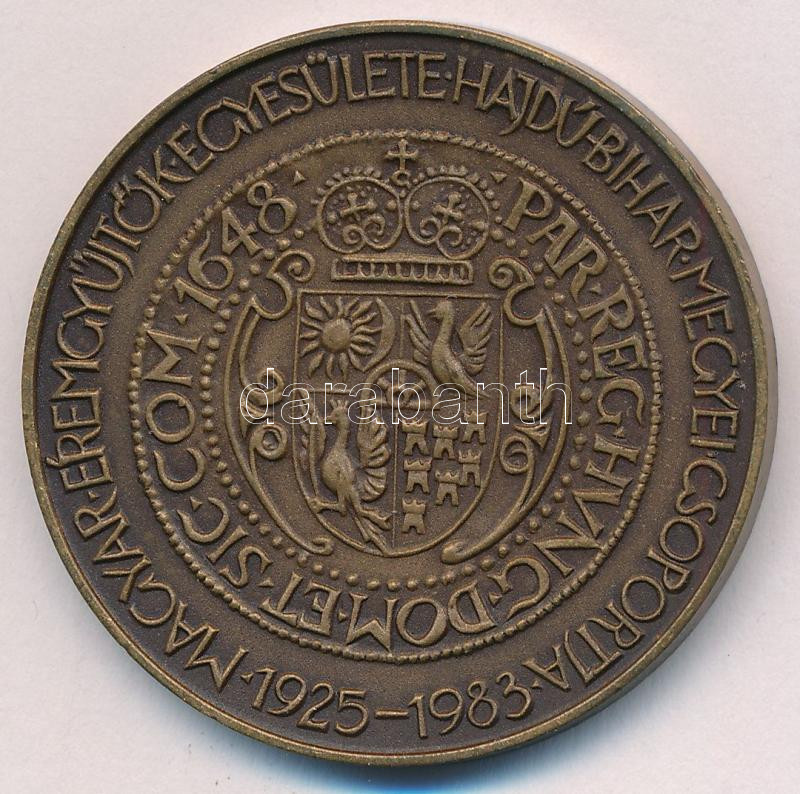 MAGYAR·ÉREMGYŰJTŐK·EGYESÜLETE·HAJDÚ-BIHAR·MEGYEI·CSOPORTJA·
1925–1983
PAR·REG·HVNG·DOM·ET·SIC·COM·1648·
darabanth